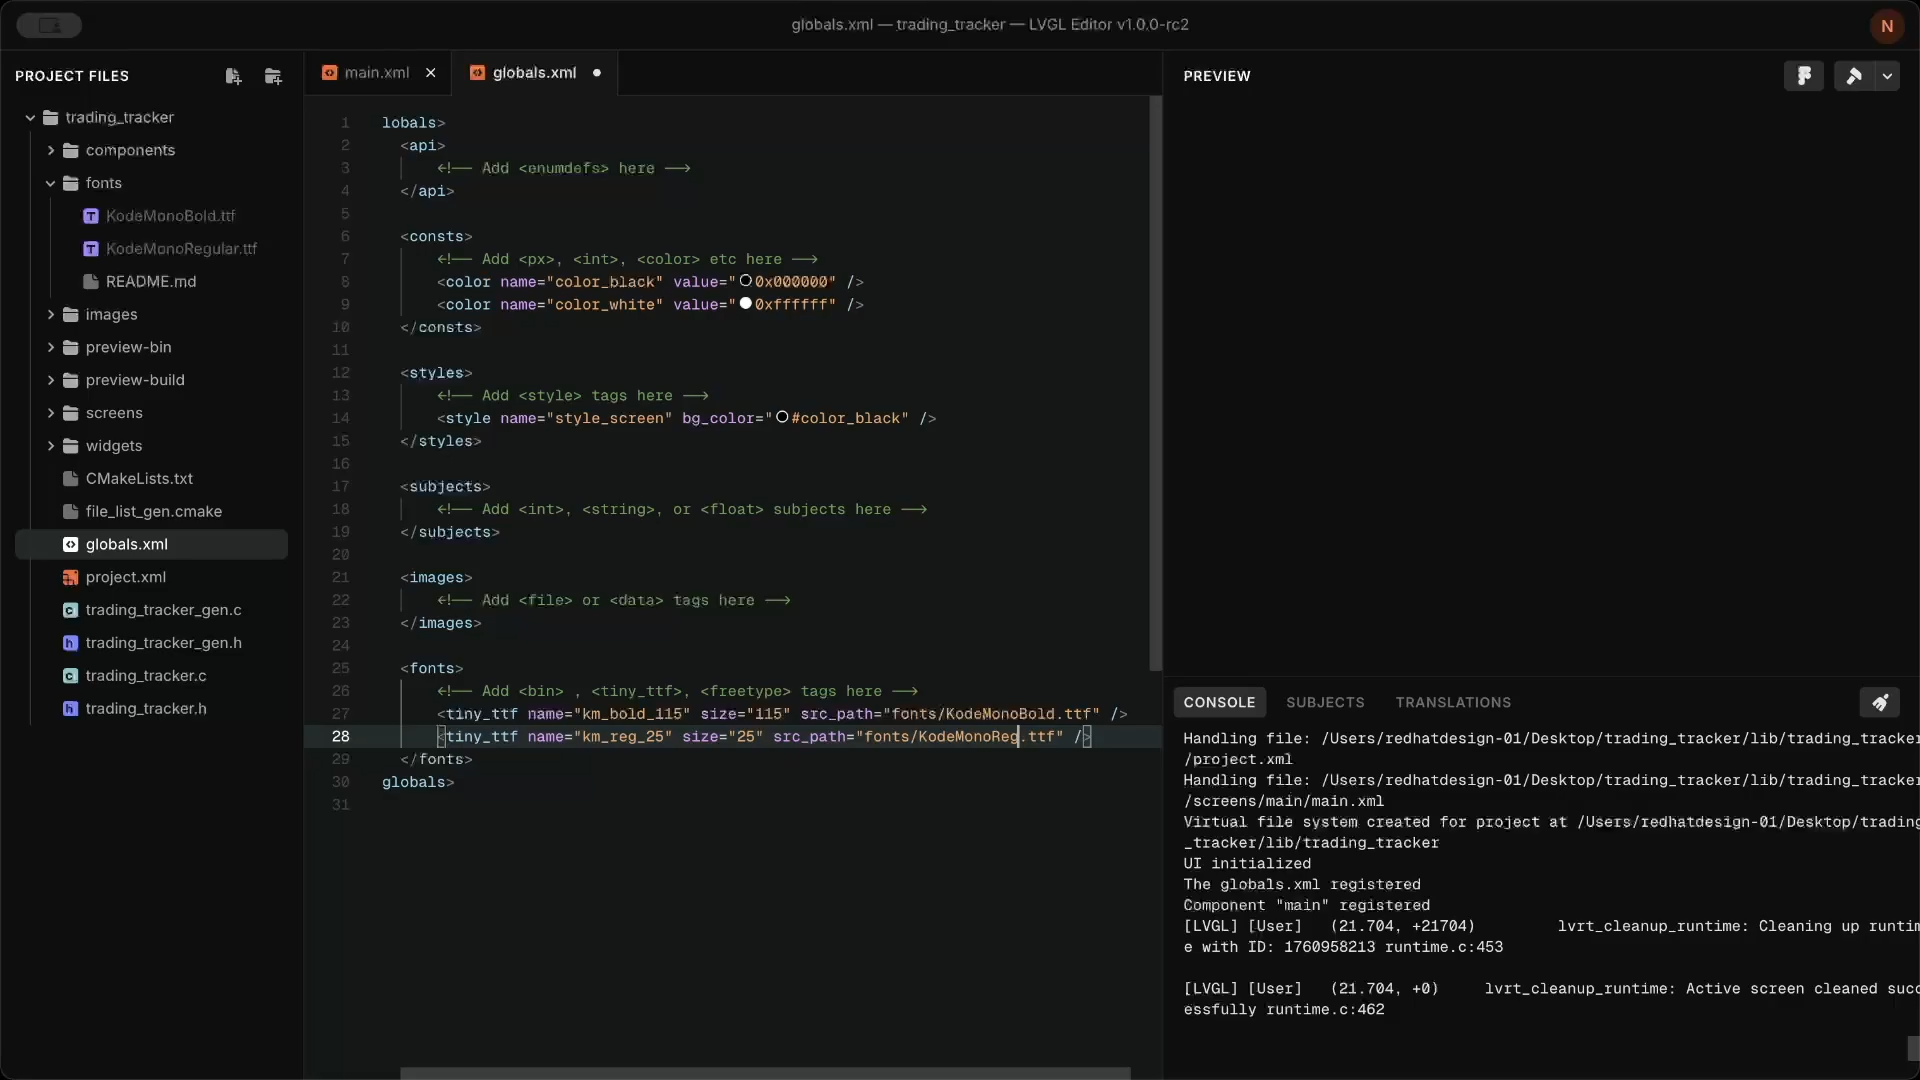 globals.xml — trading_tracker — LVGL Editor v1.0.0-rc2
N
PROJECT FILES
trading_tracker
components
fonts
KodeMonoBold.ttf
KodeMonoRegular.ttf
README.md
images
preview-bin
preview-build
screens
widgets
CMakeLists.txt
file_list_gen.cmake
globals.xml
project.xml
trading_tracker_gen.c
trading_tracker_gen.h
trading_tracker.c
trading_tracker.h
main.xml
globals.xml
1 lobals>
2 <api>
3 <!-- Add <enumdefs> here -->
4 </api>
5
6 <consts>
7 <!-- Add <px>, <int>, <color> etc here -->
8 <color name="color_black" value="0x000000" />
9 <color name="color_white" value="0xffffff" />
10 </consts>
11
12 <styles>
13 <!-- Add <style> tags here -->
14 <style name="style_screen" bg_color="#color_black" />
15 </styles>
16
17 <subjects>
18 <!-- Add <int>, <string>, or <float> subjects here -->
19 </subjects>
20
21 <images>
22 <!-- Add <file> or <data> tags here -->
23 </images>
24
25 <fonts>
26 <!-- Add <bin> , <tiny_ttf>, <freetype> tags here -->
27 <tiny_ttf name="km_bold_115" size="115" src_path="fonts/KodeMonoBold.ttf" />
28 <tiny_ttf name="km_reg_25" size="25" src_path="fonts/KodeMonoReg.ttf" />
29 </fonts>
30 globals>
31
PREVIEW
CONSOLE SUBJECTS TRANSLATIONS
Handling file: /Users/redhatdesign-01/Desktop/trading_tracker/lib/trading_tracker
/project.xml
Handling file: /Users/redhatdesign-01/Desktop/trading_tracker/lib/trading_tracker
/screens/main/main.xml
Virtual file system created for project at /Users/redhatdesign-01/Desktop/trading
_tracker/lib/trading_tracker
UI initialized
The globals.xml registered
Component "main" registered
[LVGL] [User] (21.704, +21704) lvrt_cleanup_runtime: Cleaning up runtim
e with ID: 1760958213 runtime.c:453
[LVGL] [User] (21.704, +0) lvrt_cleanup_runtime: Active screen cleaned succ
essfully runtime.c:462